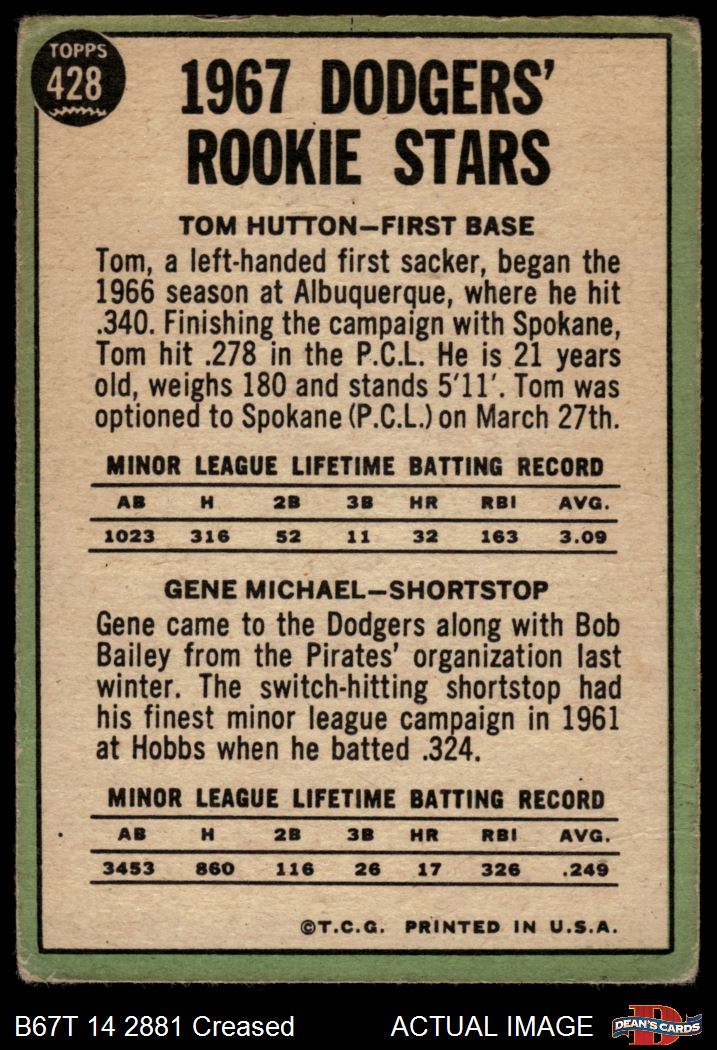 TOPPS
428
1967 DODGERS'
ROOKIE STARS
TOM HUTTON—FIRST BASE
Tom, a left-handed first sacker, began the
1966 season at Albuquerque, where he hit
.340. Finishing the campaign with Spokane,
Tom hit .278 in the P.C.L. He is 21 years
old, weighs 180 and stands 5'11'. Tom was
optioned to Spokane (P.C.L.) on March 27th.
MINOR LEAGUE LIFETIME BATTING RECORD
AB H 2B 3B HR RBI AVG.
1023 316 52 11 32 163 3.09
GENE MICHAEL—SHORTSTOP
Gene came to the Dodgers along with Bob
Bailey from the Pirates' organization last
winter. The switch-hitting shortstop had
his finest minor league campaign in 1961
at Hobbs when he batted .324.
MINOR LEAGUE LIFETIME BATTING RECORD
AB H 2B 3B HR RBI AVG.
3453 860 116 26 17 326 .249
©T.C.G. PRINTED IN U.S.A.
B67T 14 2881 Creased ACTUAL IMAGE
D
DEAN'S CARDS